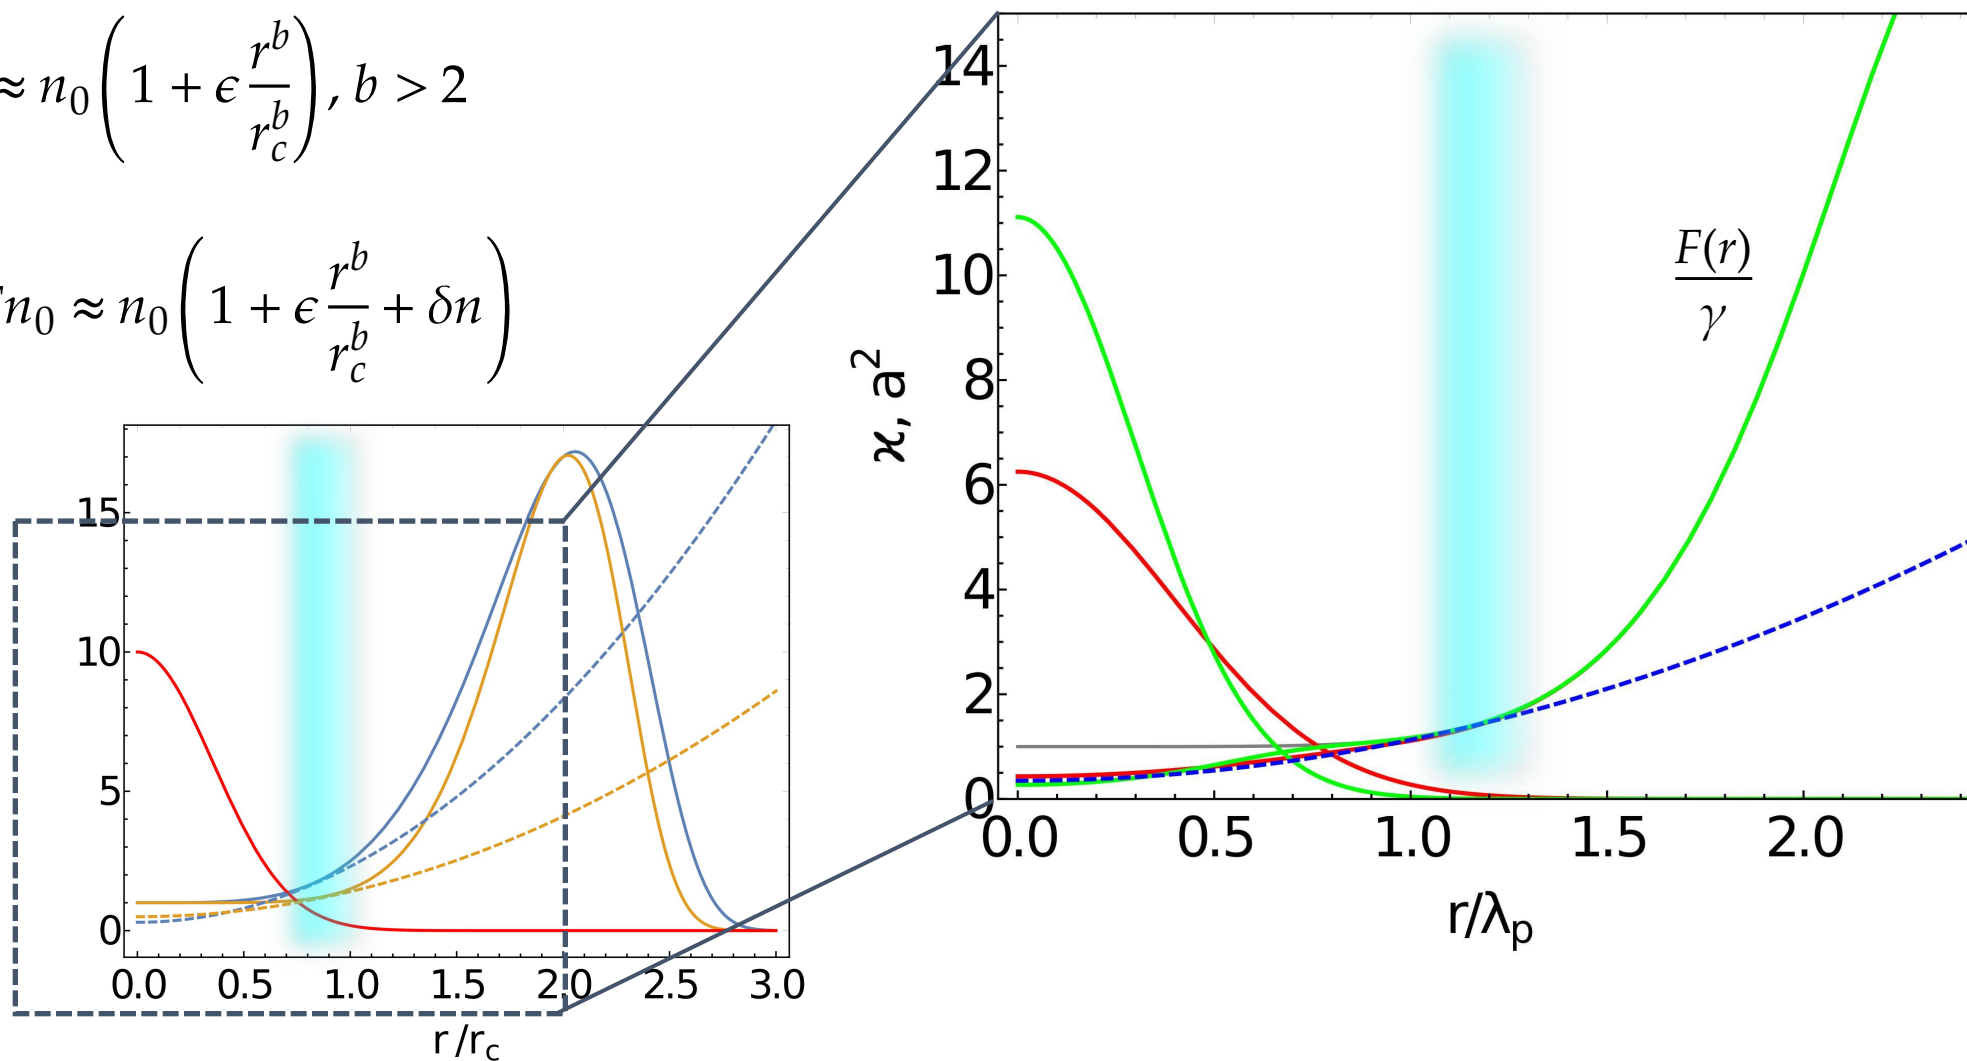 ≈ n₀(1 + ϵ r^b/r_c^b), b > 2
n₀ ≈ n₀(1 + ϵ r^b/r_c^b + δn)
15
10
5
0
0.0 0.5 1.0 1.5 2.0 2.5 3.0
r/r_c
14
12
10
8
6
4
2
0
ϰ, a²
F(r)/γ
0.0 0.5 1.0 1.5 2.0
r/λ_p